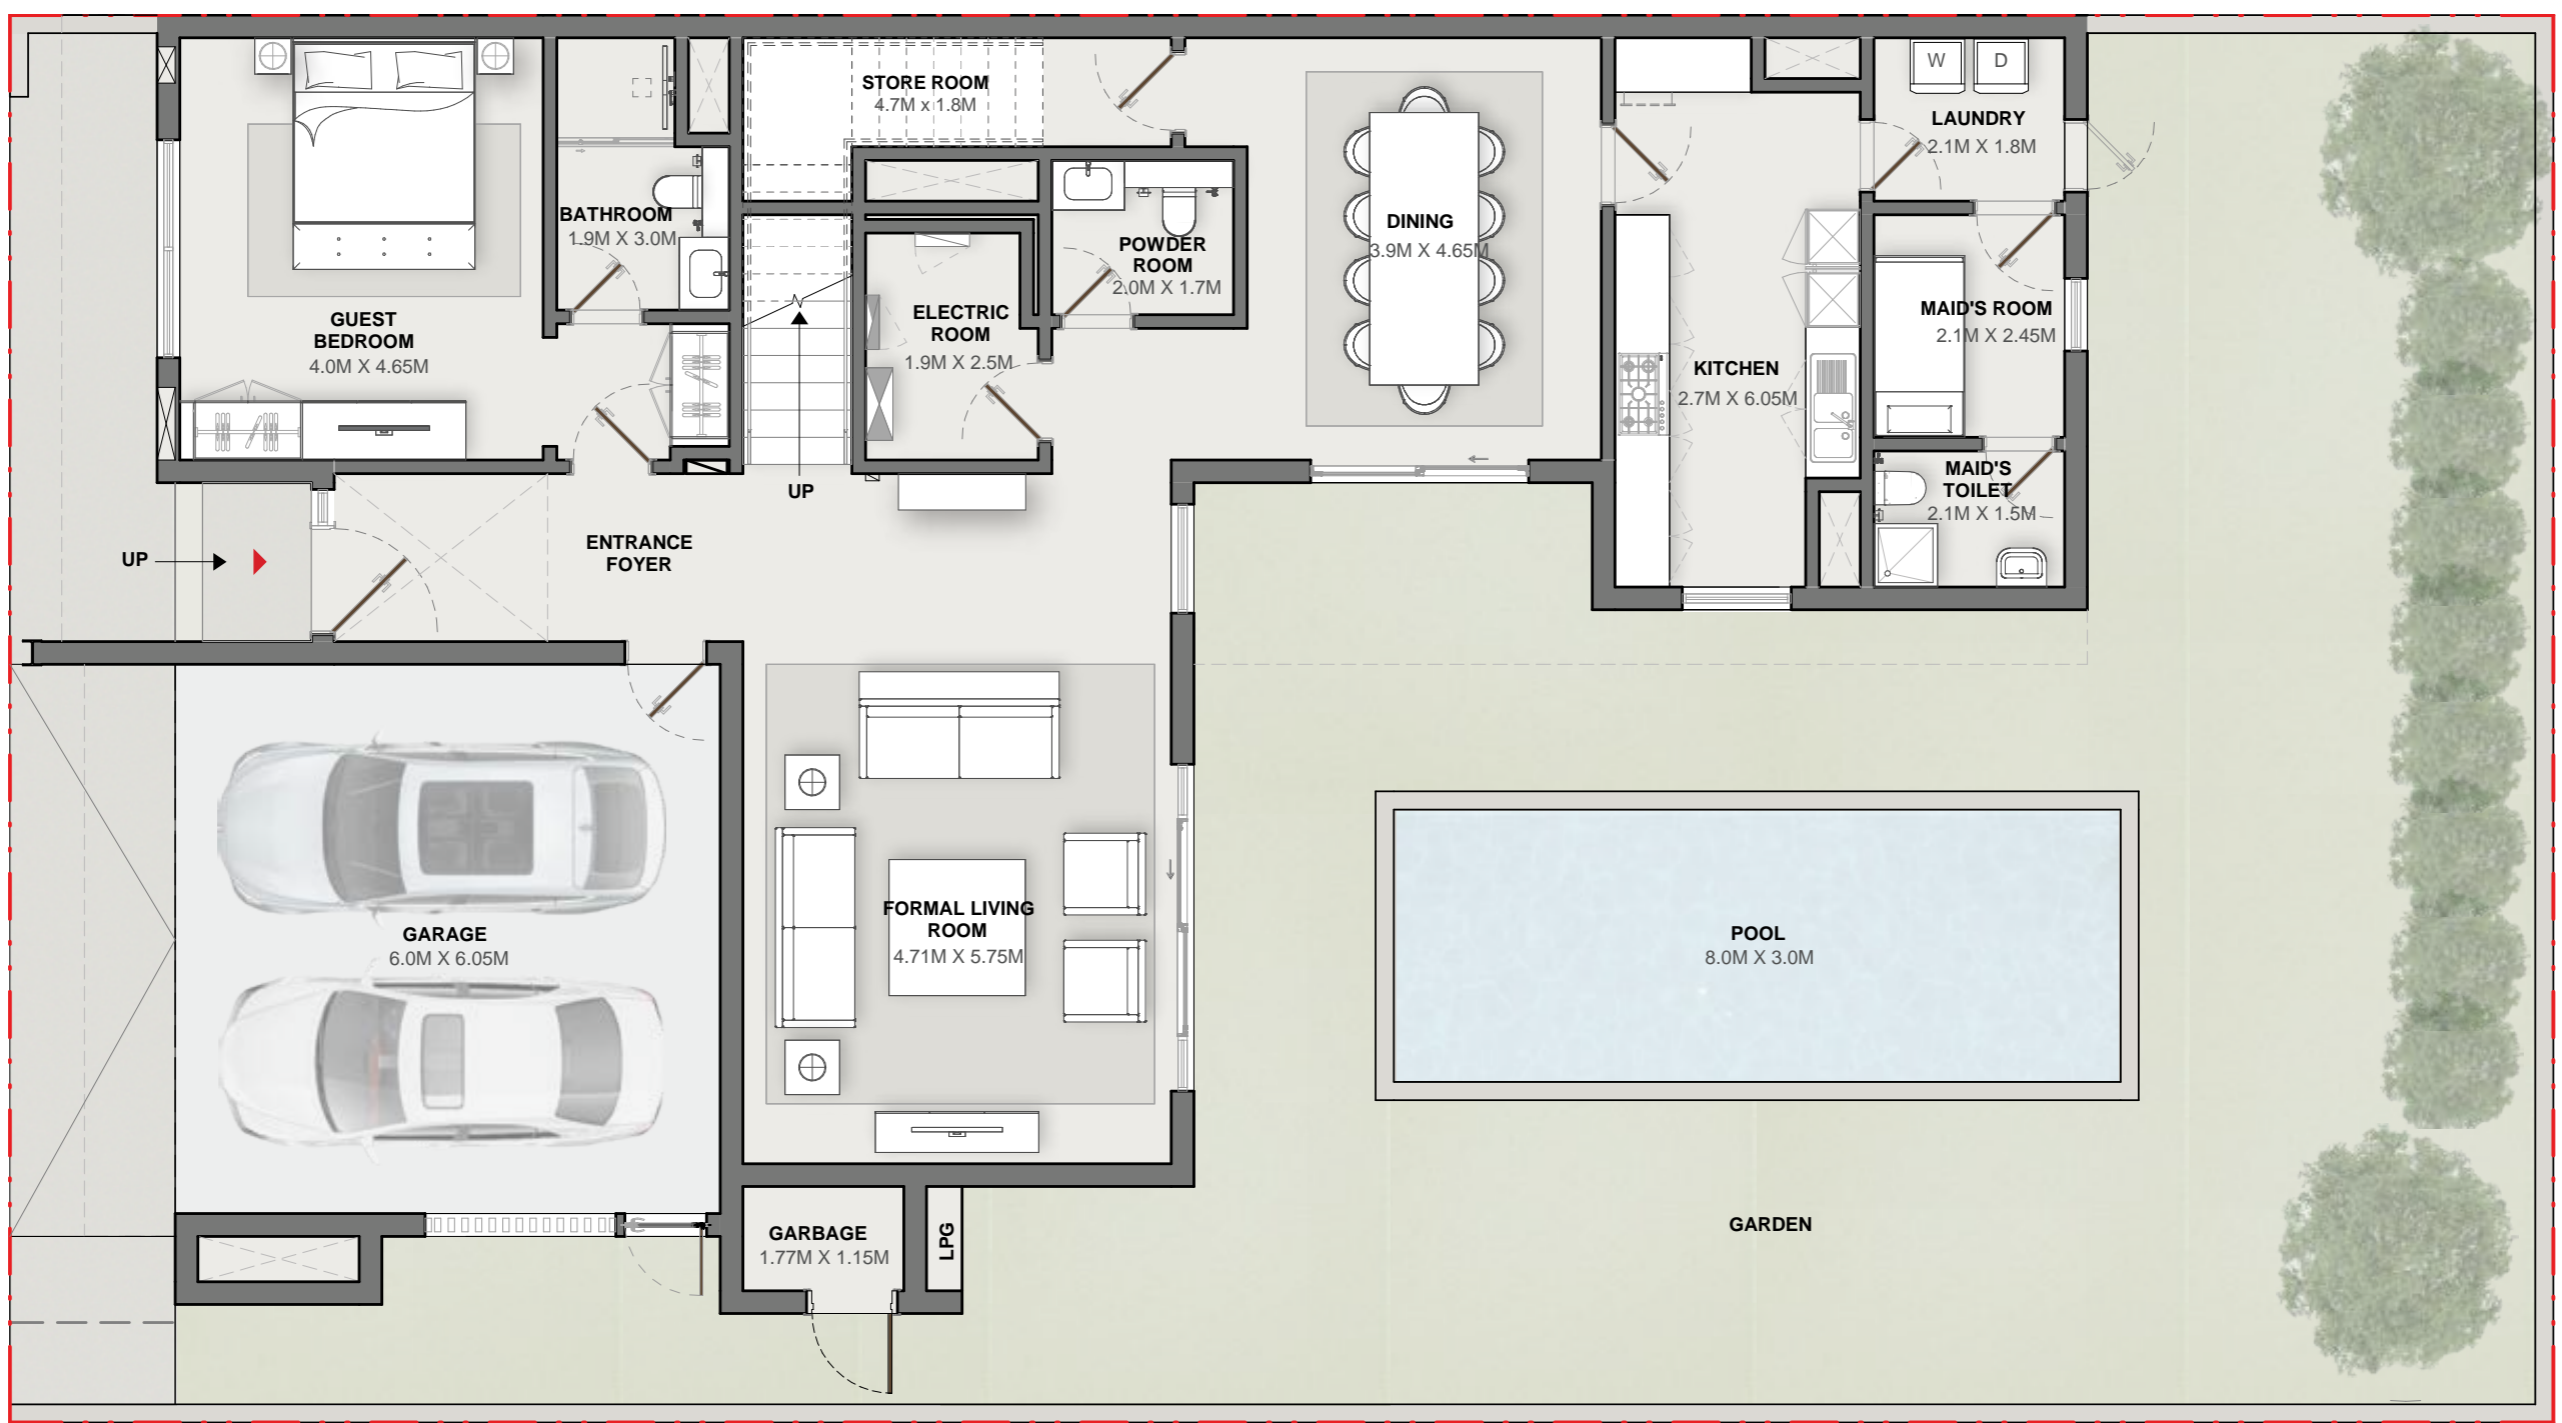 STORE ROOM
4.7M x 1.8M
W
D
LAUNDRY
2.1M X 1.8M
BATHROOM
1.9M X 3.0M
POWDER
ROOM
2.0M X 1.7M
DINING
3.9M X 4.65M
GUEST
BEDROOM
4.0M X 4.65M
ELECTRIC
ROOM
1.9M X 2.5M
MAID'S ROOM
2.1M X 2.45M
KITCHEN
2.7M X 6.05M
MAID'S
TOILET
2.1M X 1.5M
UP
UP
ENTRANCE
FOYER
GARAGE
6.0M X 6.05M
FORMAL LIVING
ROOM
4.71M X 5.75M
POOL
8.0M X 3.0M
GARBAGE
1.77M X 1.15M
LPG
GARDEN